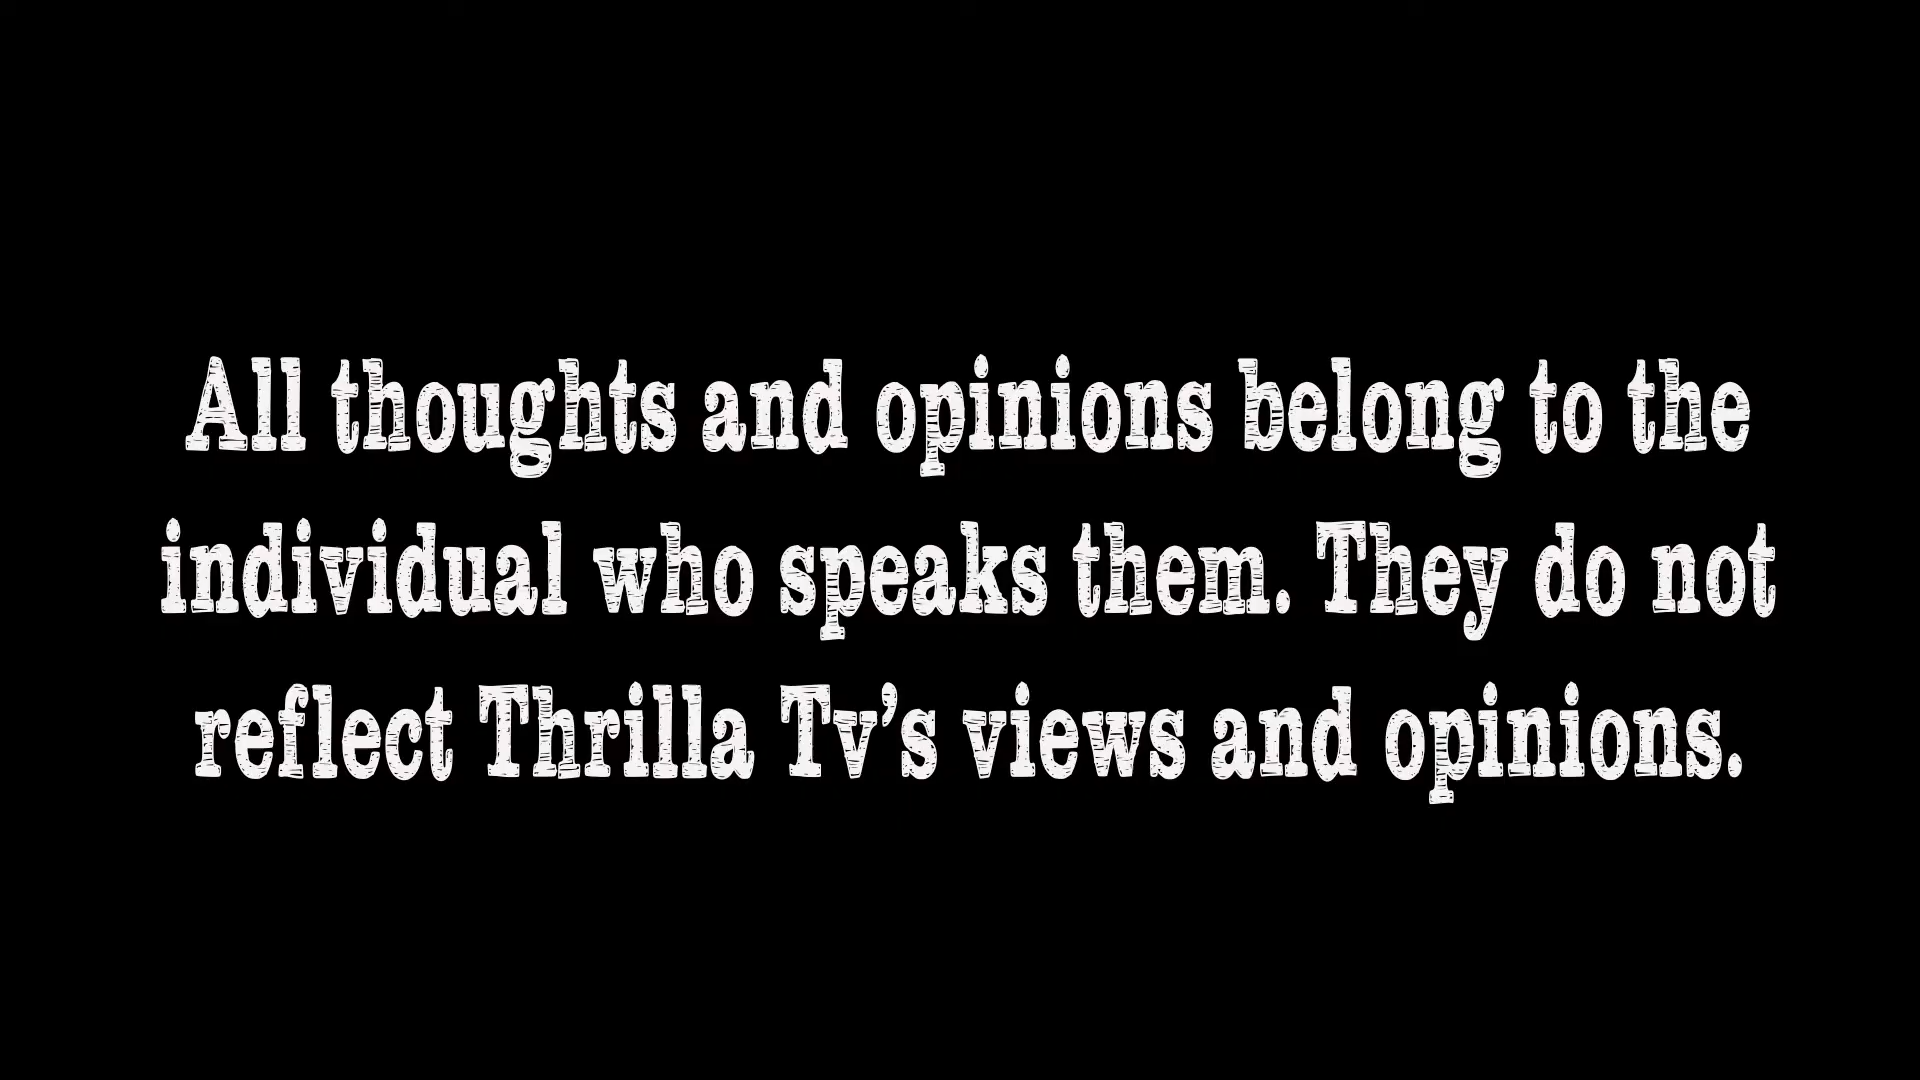 All thoughts and opinions belong to the
individual who speaks them. They do not
reflect Thrilla Tv’s views and opinions.